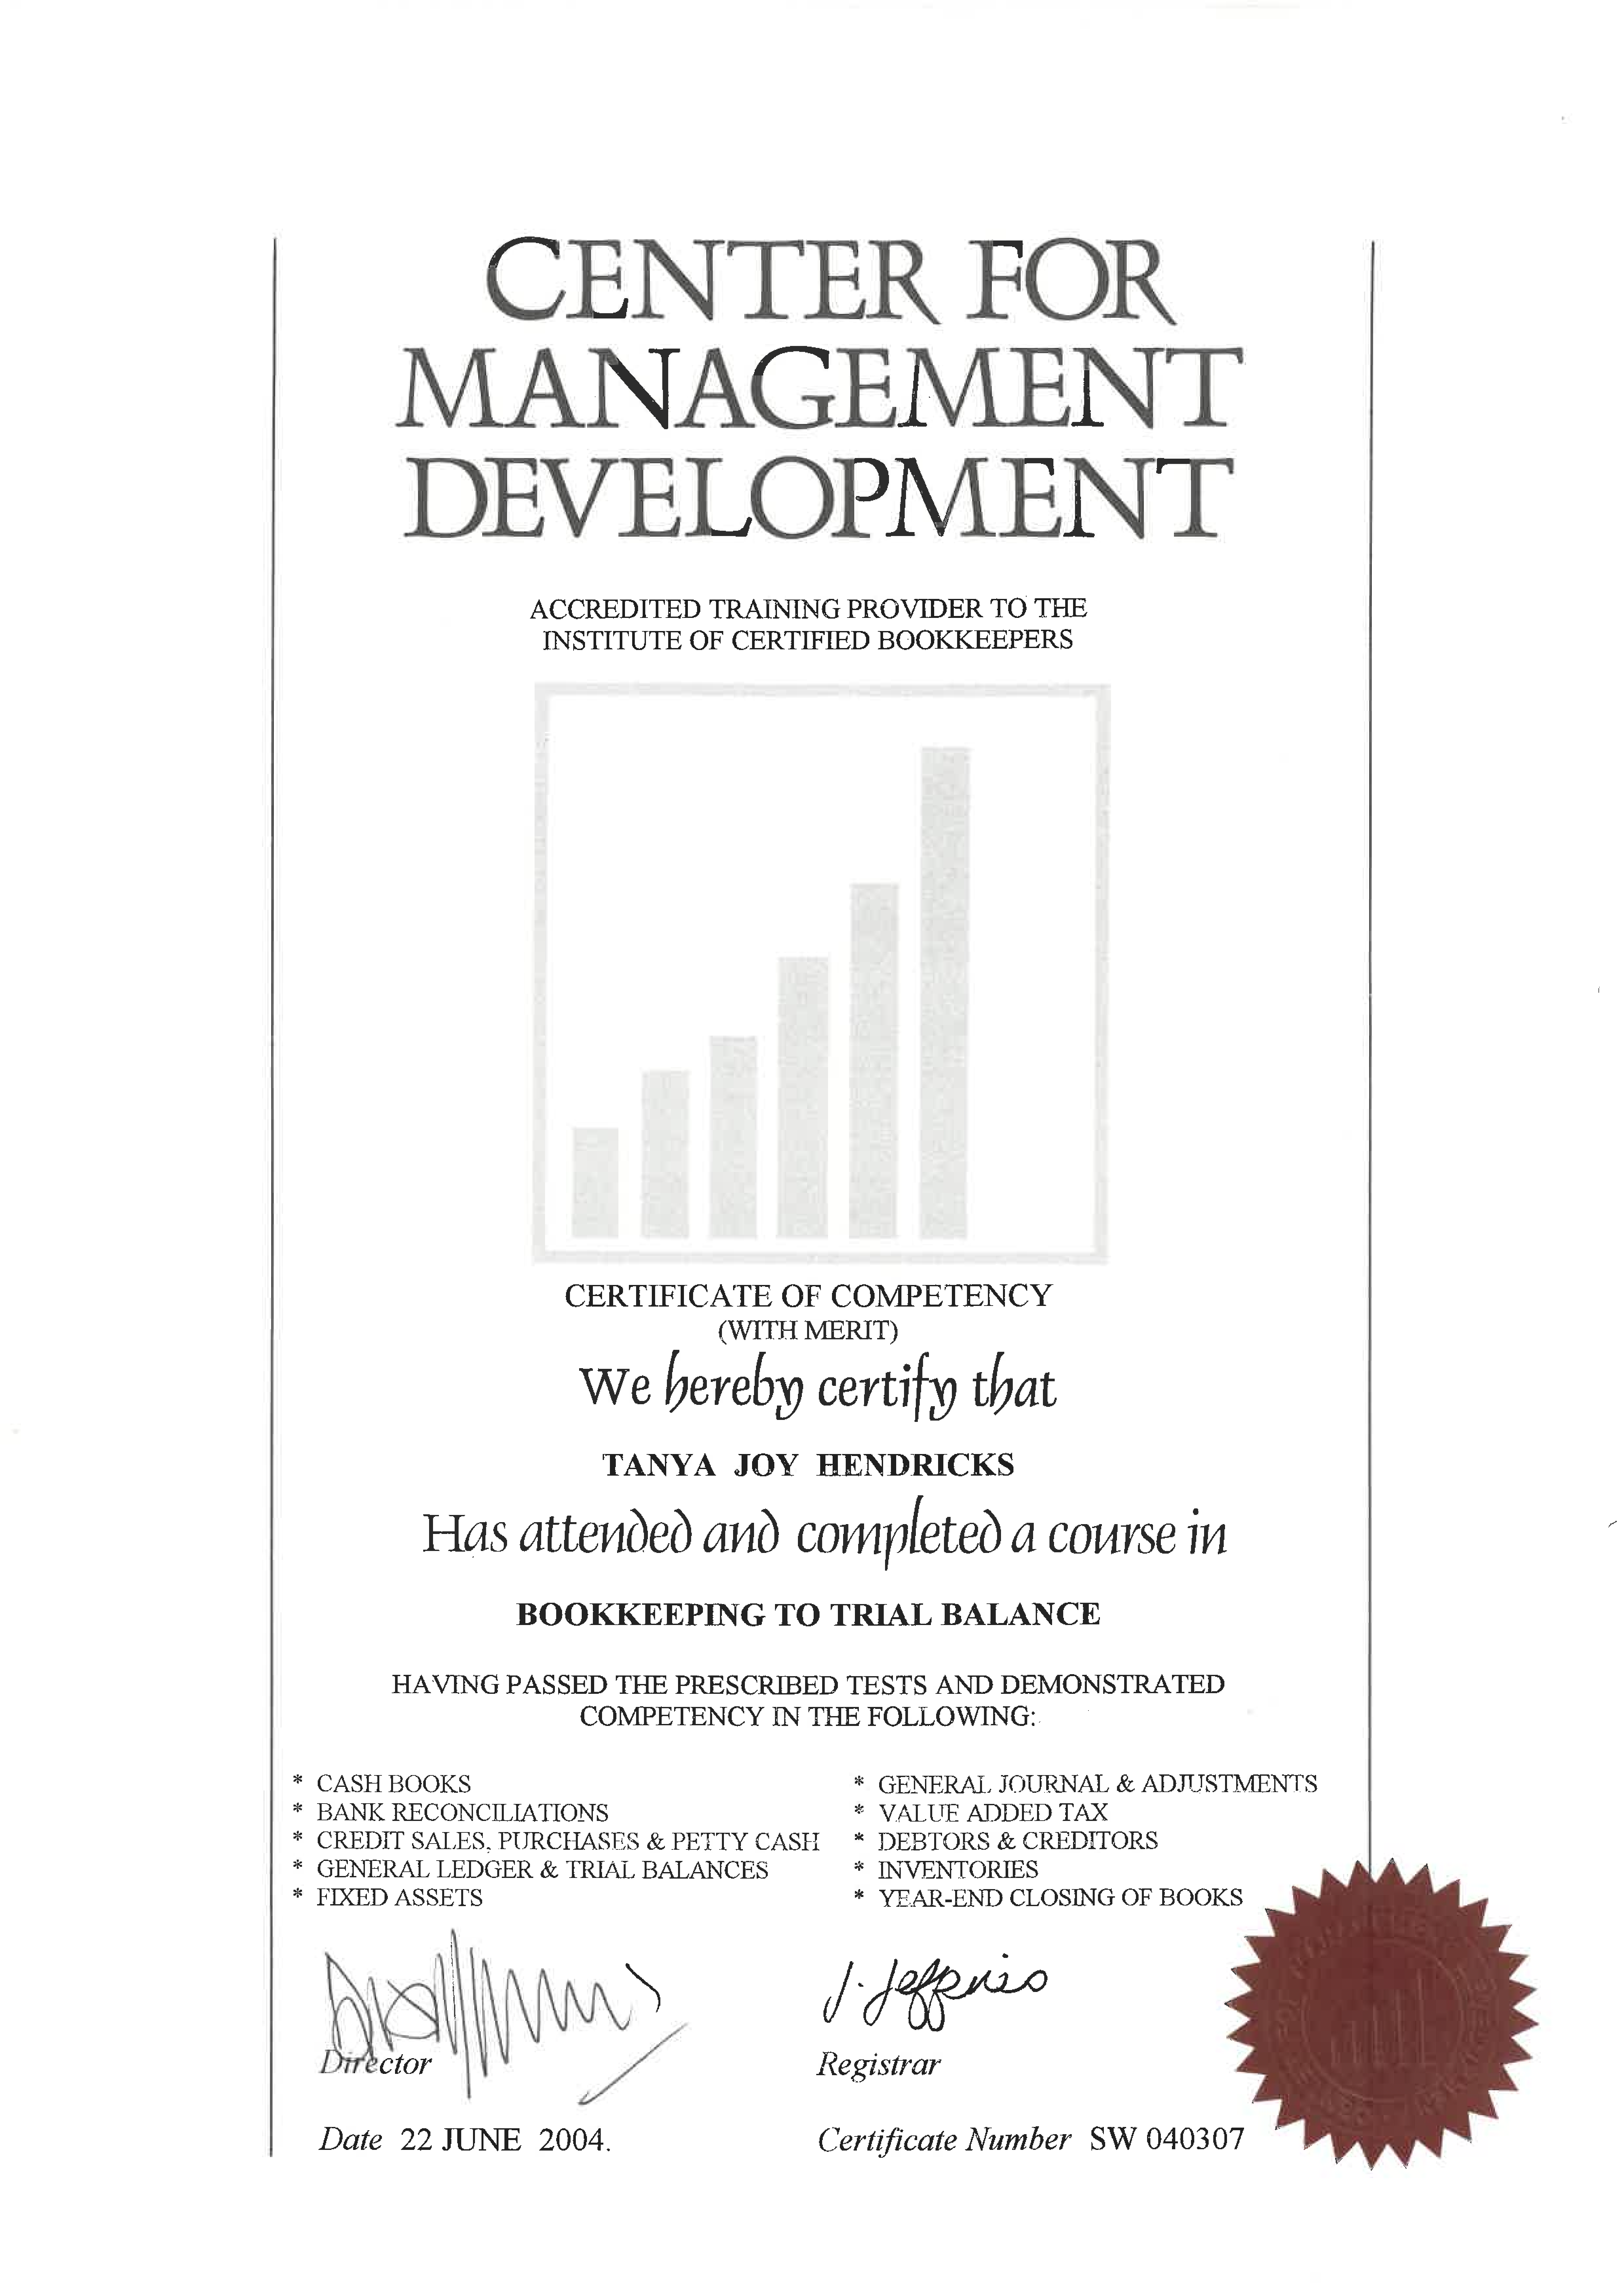 CENTER FOR
MANAGEMENT
DEVELOPMENT
ACCREDITED TRAINING PROVIDER TO THE
INSTITUTE OF CERTIFIED BOOKKEEPERS
CERTIFICATE OF COMPETENCY
(WITH MERIT)
We hereby certify that
TANYA JOY HENDRICKS
Has attended and completed a course in
BOOKKEEPING TO TRIAL BALANCE
HAVING PASSED THE PRESCRIBED TESTS AND DEMONSTRATED
COMPETENCY IN THE FOLLOWING:
* CASH BOOKS
* BANK RECONCILIATIONS
* CREDIT SALES, PURCHASES & PETTY CASH
* GENERAL LEDGER & TRIAL BALANCES
* FIXED ASSETS
* GENERAL JOURNAL & ADJUSTMENTS
* VALUE ADDED TAX
* DEBTORS & CREDITORS
* INVENTORIES
* YEAR-END CLOSING OF BOOKS
Director
J. Jeffries
Registrar
Date 22 JUNE 2004.
Certificate Number SW 040307